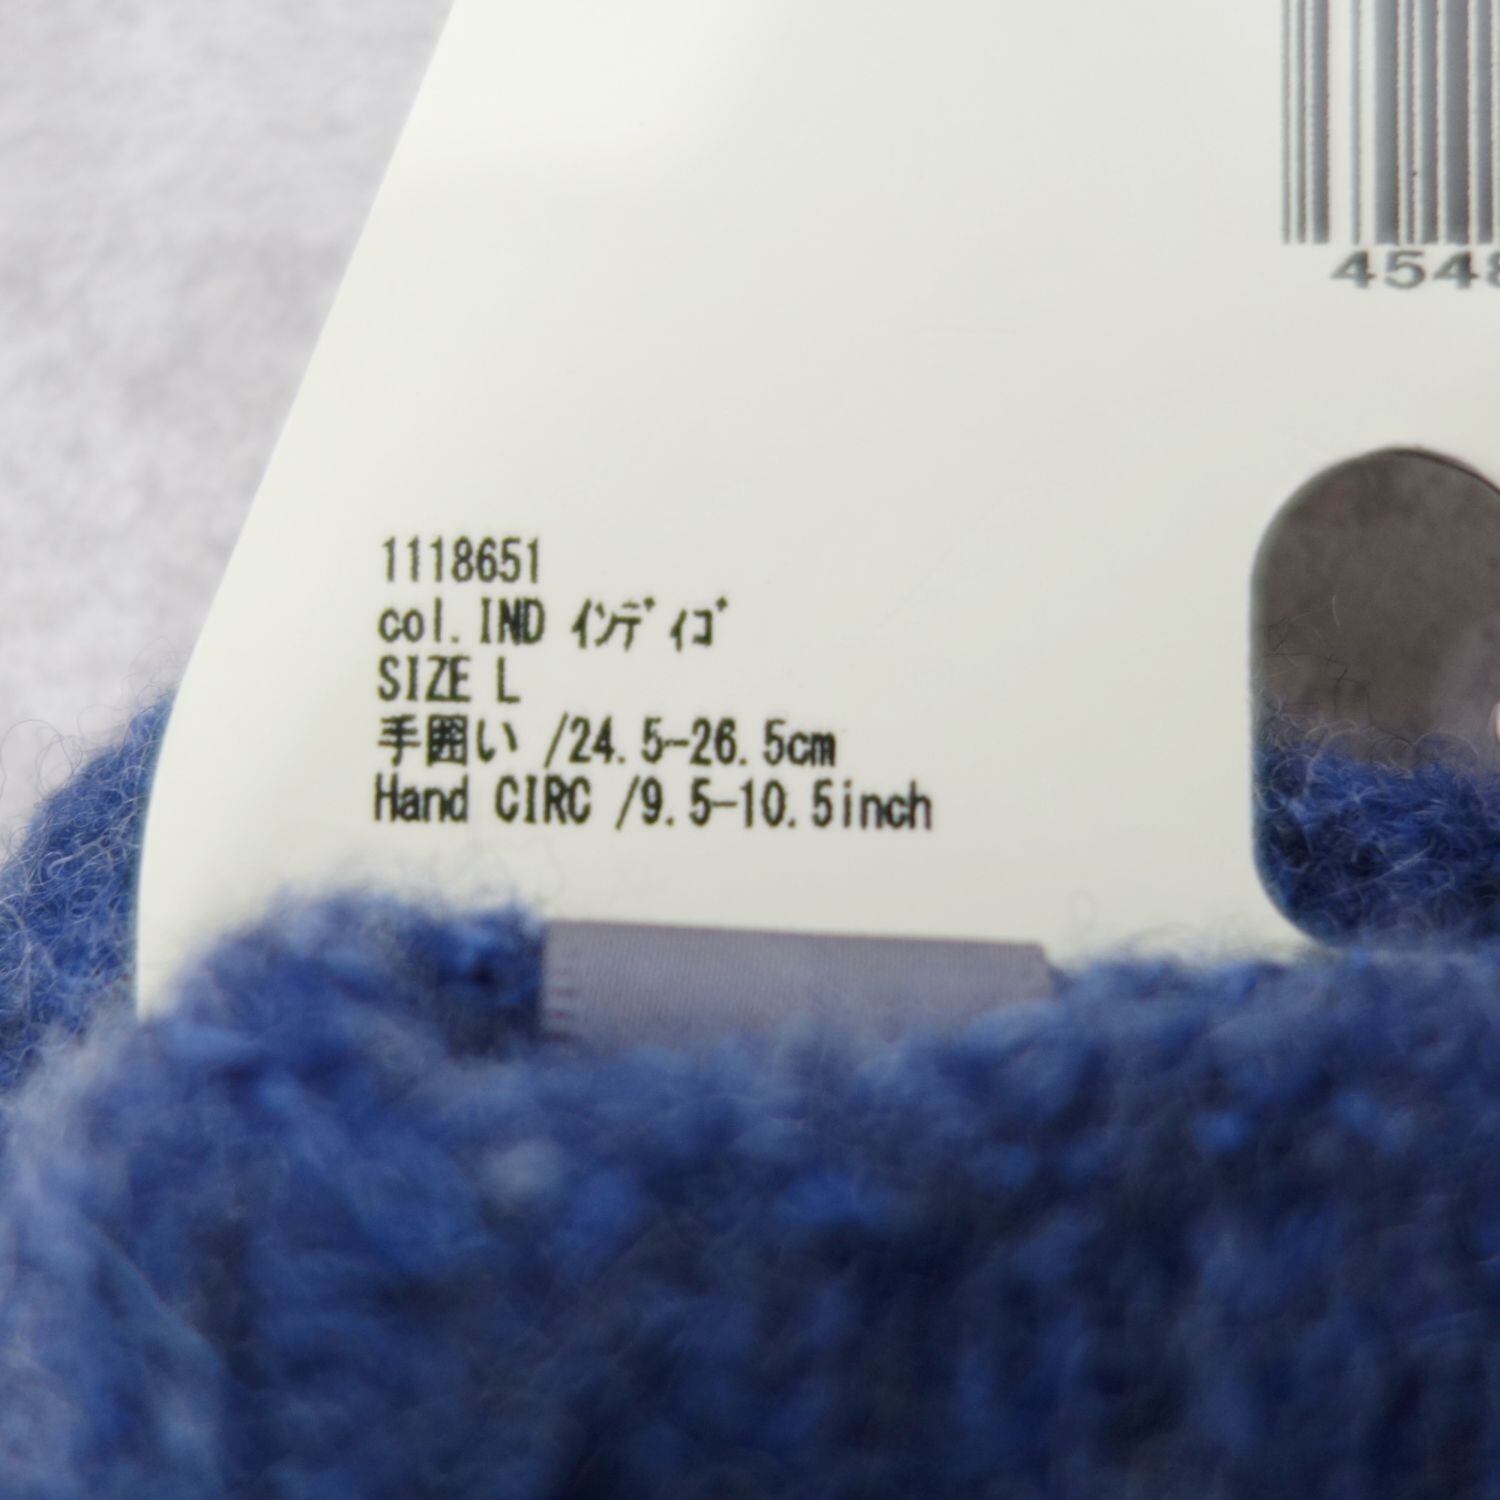 4548
1118651
col.IND ｲﾝﾃﾞｨｺﾞ
SIZE L
手囲い /24.5-26.5cm
Hand CIRC /9.5-10.5inch